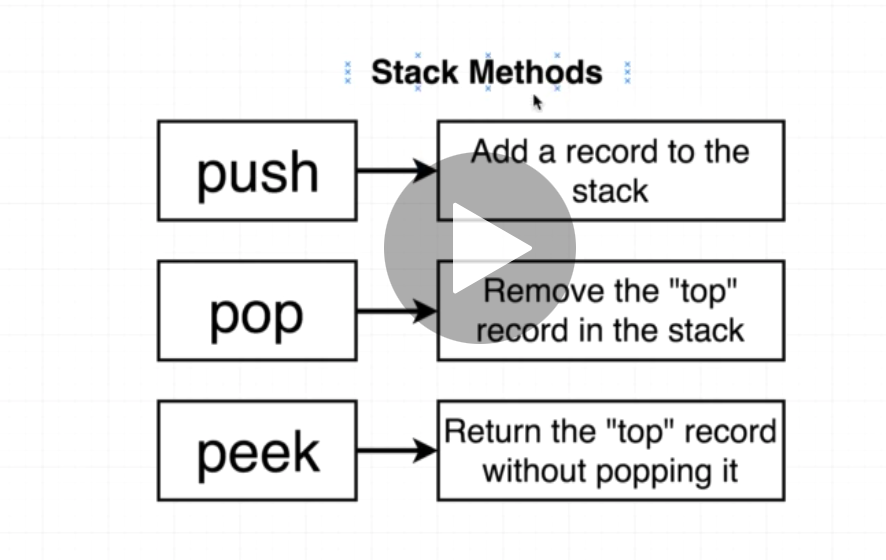 Stack Methods
push
Add a record to the
stack
pop
Remove the "top"
record in the stack
peek
Return the "top" record
without popping it